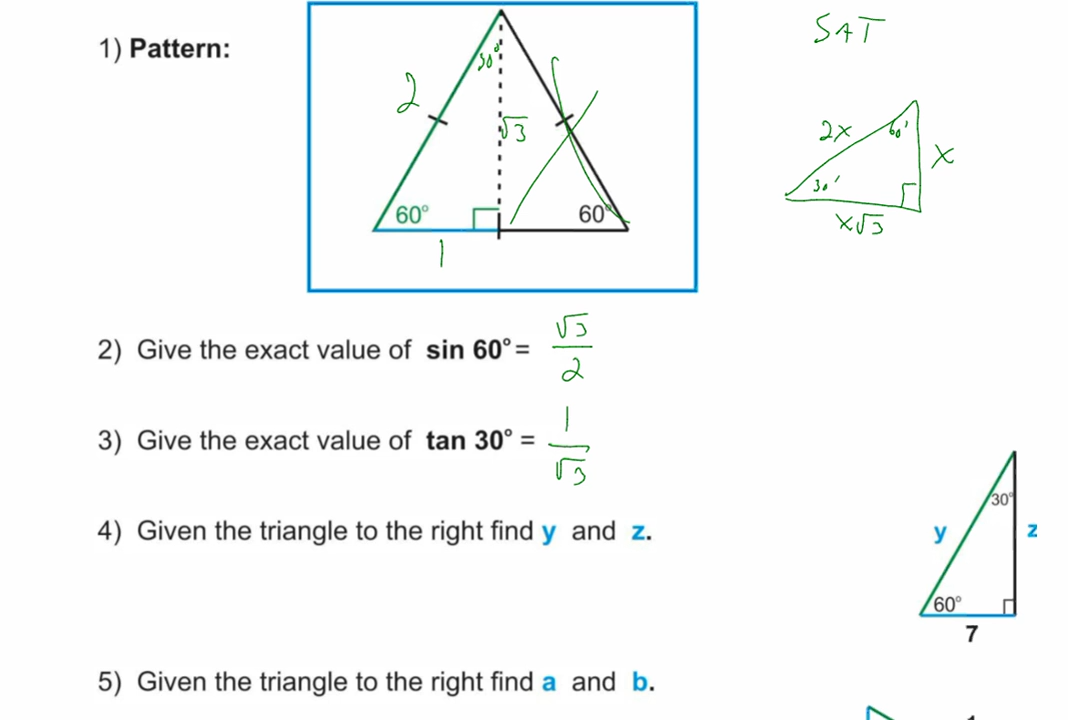 1) Pattern:
30°
2
√3
60°
60°
1
SAT
2x
60°
x
30°
x√3
2) Give the exact value of sin 60° = √3/2
3) Give the exact value of tan 30° = 1/√3
4) Given the triangle to the right find y and z.
30°
y
z
60°
7
5) Given the triangle to the right find a and b.